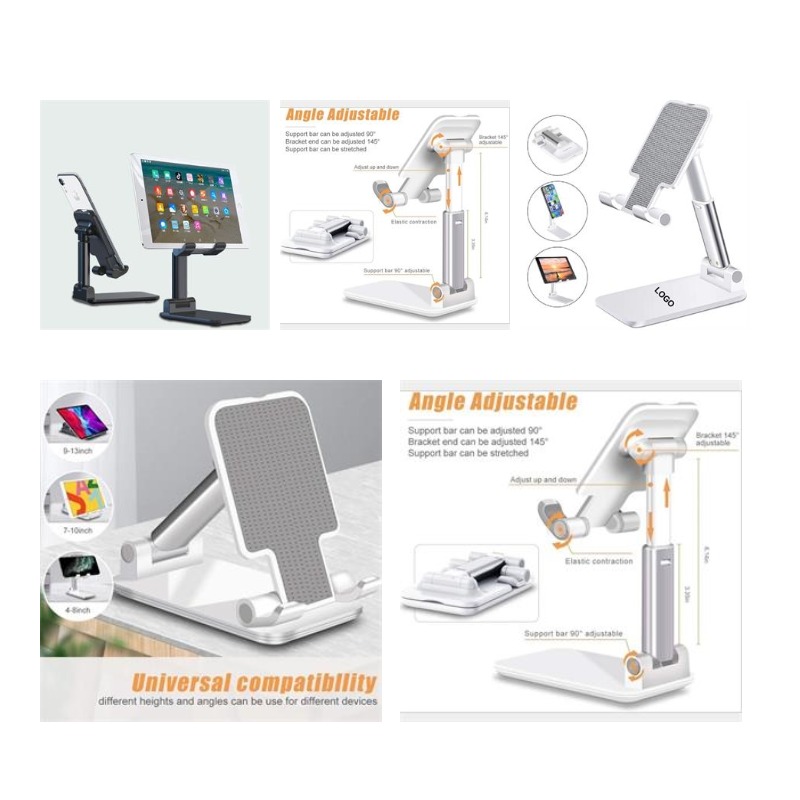 Angle Adjustable
Support bar can be adjusted 90°
Bracket end can be adjusted 145°
Support bar can be stretched
Bracket 145°
adjustable
Adjust up and down
Elastic contraction
Support bar 90° adjustable
LOGO
9-13inch
7-10inch
4-8inch
Universal compatibility
different heights and angles can be use for different devices
Angle Adjustable
Support bar can be adjusted 90°
Bracket end can be adjusted 145°
Support bar can be stretched
Bracket 145°
adjustable
Adjust up and down
Elastic contraction
Support bar 90° adjustable